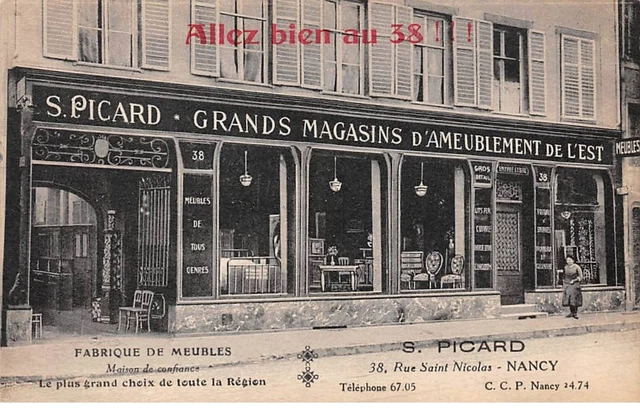 Allez bien au 38 ! ! !
S. PICARD · GRANDS MAGASINS D'AMEUBLEMENT DE L'EST
MEUBLES
38
MEUBLES
DE
TOUS
GENRES
GROS
DÉTAIL
38
FABRIQUE DE MEUBLES
Maison de confiance
Le plus grand choix de toute la Région
S. PICARD
38, Rue Saint Nicolas - NANCY
Téléphone 67.05
C. C. P. Nancy 24.74